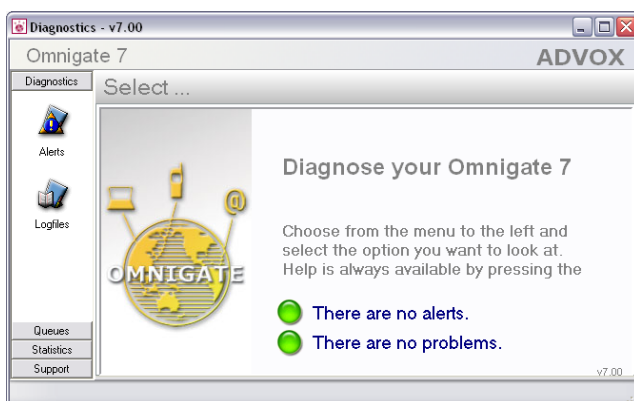 Diagnostics - v7.00
Omnigate 7
ADVOX
Diagnostics
Select ...
Alerts
Logfiles
Queues
Statistics
Support
@
OMNIGATE
Diagnose your Omnigate 7
Choose from the menu to the left and
select the option you want to look at.
Help is always available by pressing the
There are no alerts.
There are no problems.
v7.00